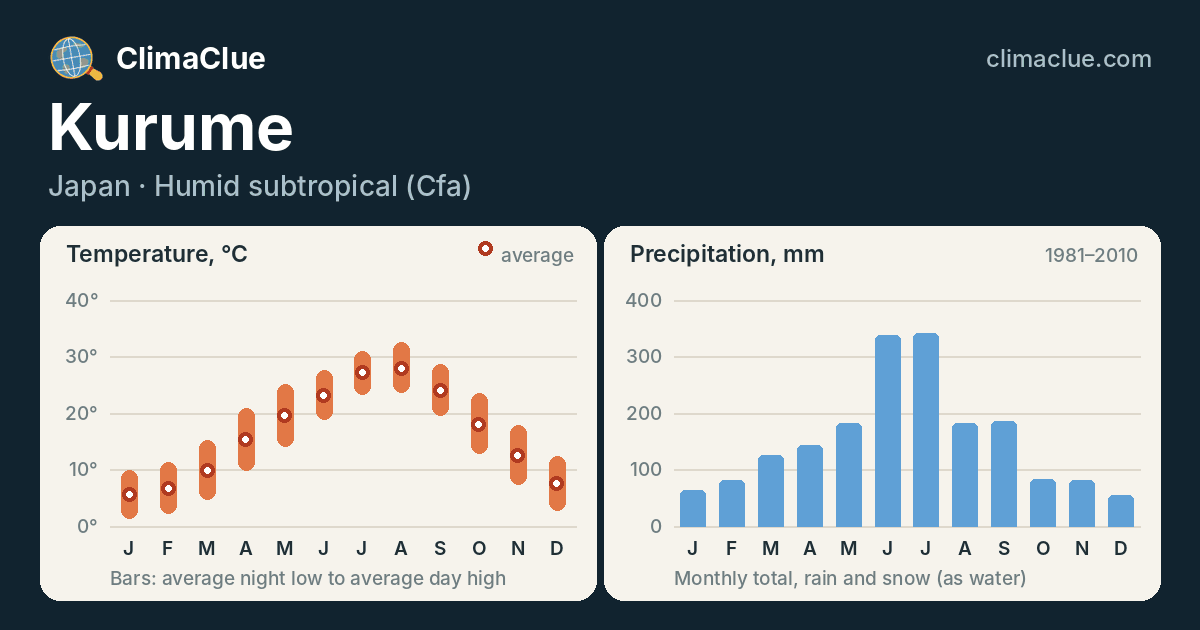 ClimaClue
climaclue.com
Kurume
Japan · Humid subtropical (Cfa)
Temperature, °C
average
40°
30°
20°
10°
0°
J F M A M J J A S O N D
Bars: average night low to average day high
Precipitation, mm
1981–2010
400
300
200
100
0
J F M A M J J A S O N D
Monthly total, rain and snow (as water)